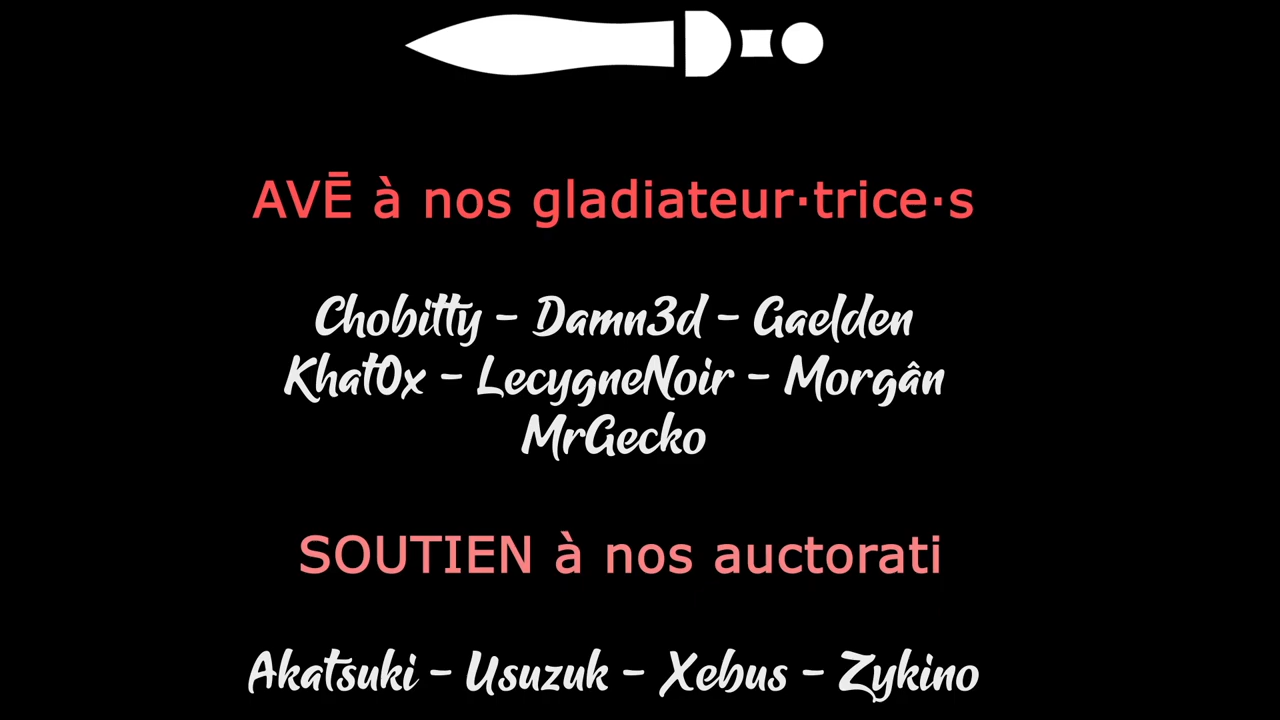 AVĒ à nos gladiateur·trice·s
Chobitty - Damn3d - Gaelden
Khat0x - LecygneNoir - Morgân
MrGecko
SOUTIEN à nos auctorati
Akatsuki - Usuzuk - Xebus - Zykino